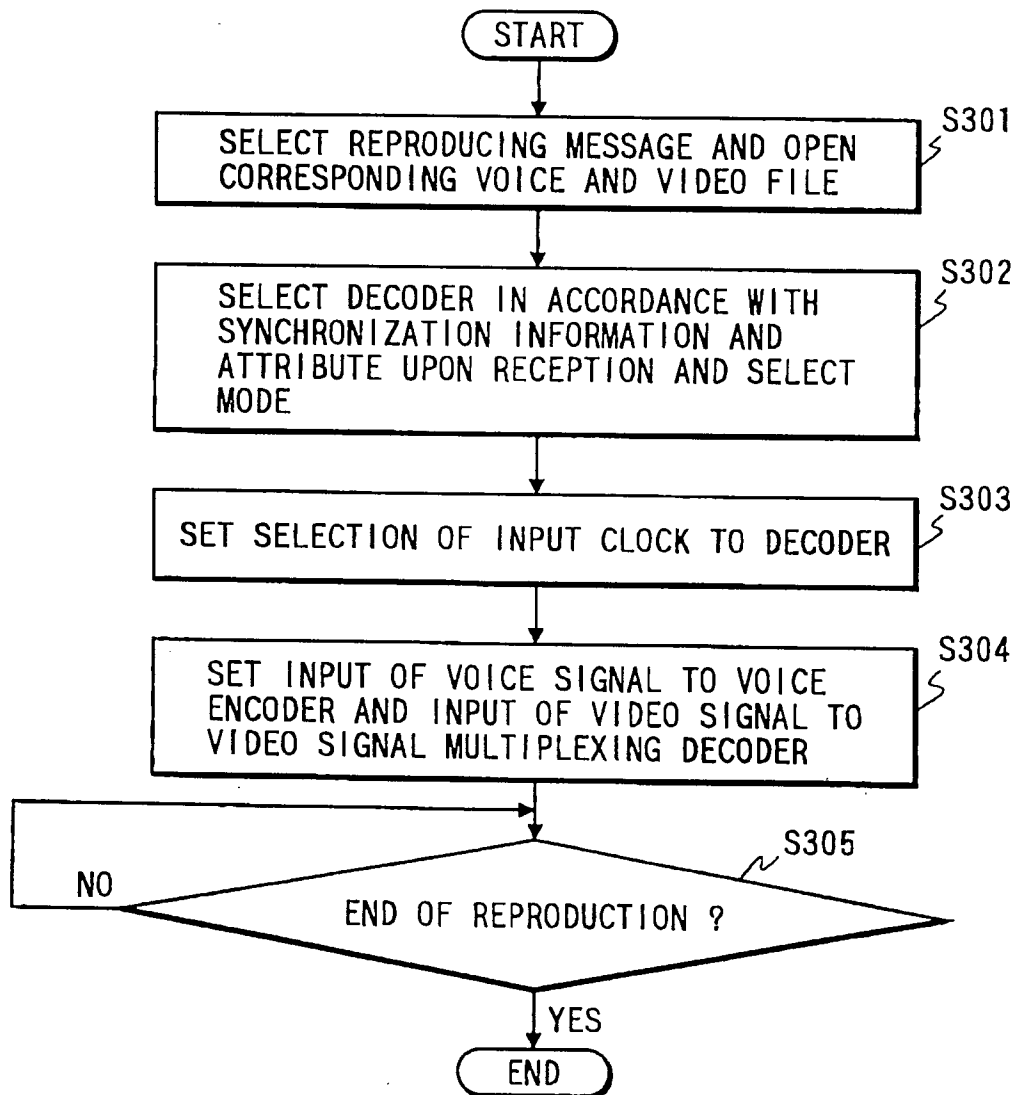 START
S301
SELECT REPRODUCING MESSAGE AND OPEN
CORRESPONDING VOICE AND VIDEO FILE
S302
SELECT DECODER IN ACCORDANCE WITH
SYNCHRONIZATION INFORMATION AND
ATTRIBUTE UPON RECEPTION AND SELECT
MODE
S303
SET SELECTION OF INPUT CLOCK TO DECODER
S304
SET INPUT OF VOICE SIGNAL TO VOICE
ENCODER AND INPUT OF VIDEO SIGNAL TO
VIDEO SIGNAL MULTIPLEXING DECODER
S305
NO
END OF REPRODUCTION ?
YES
END